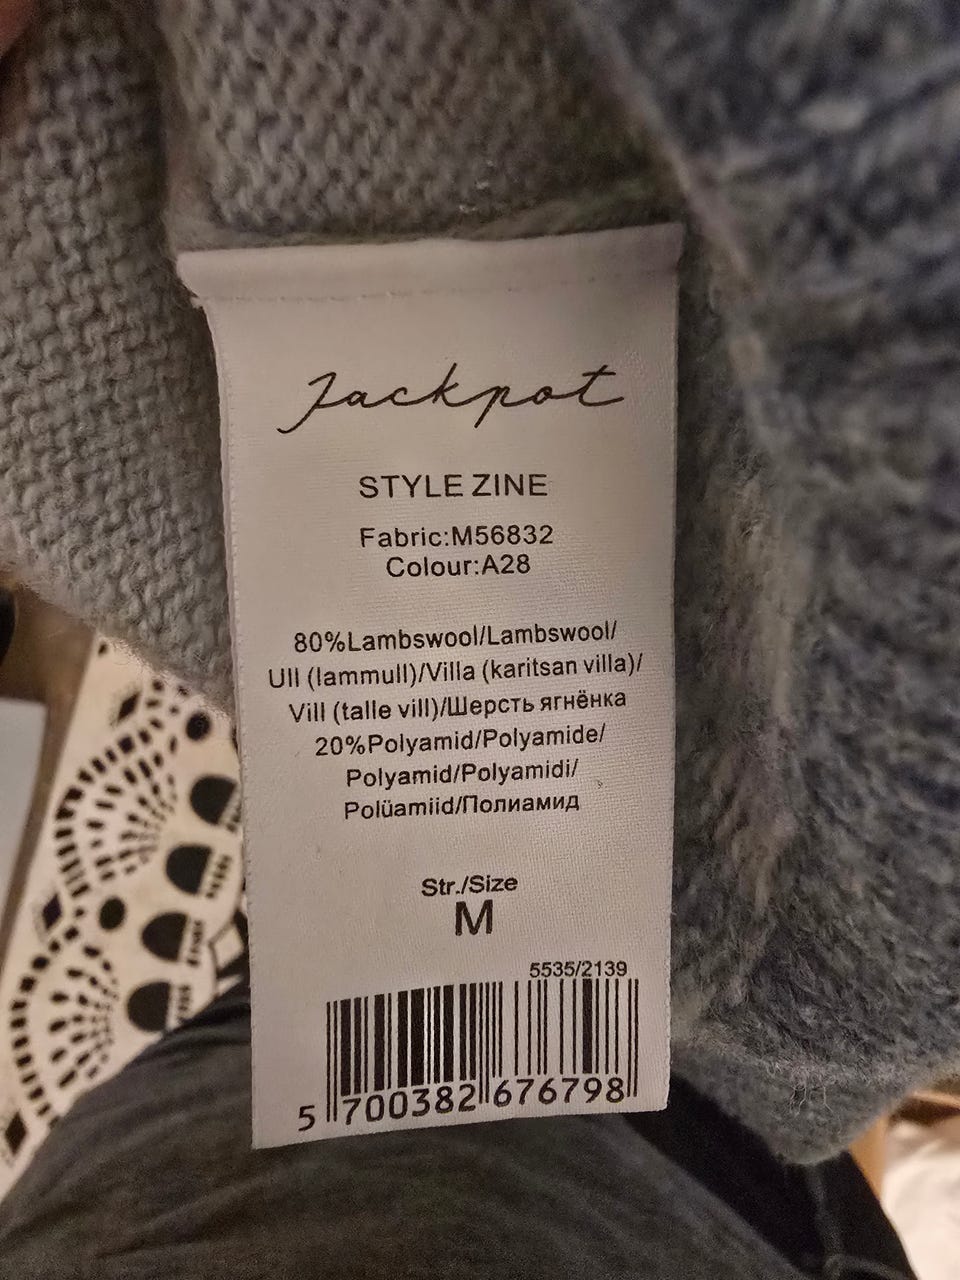 Jackpot
STYLE ZINE
Fabric:M56832
Colour:A28
80%Lambswool/Lambswool/
Ull (lammull)/Villa (karitsan villa)/
Vill (talle vill)/Шерсть ягнёнка
20%Polyamid/Polyamide/
Polyamid/Polyamidi/
Polüamiid/Полиамид
Str./Size
M
5535/2139
5 700382 676798